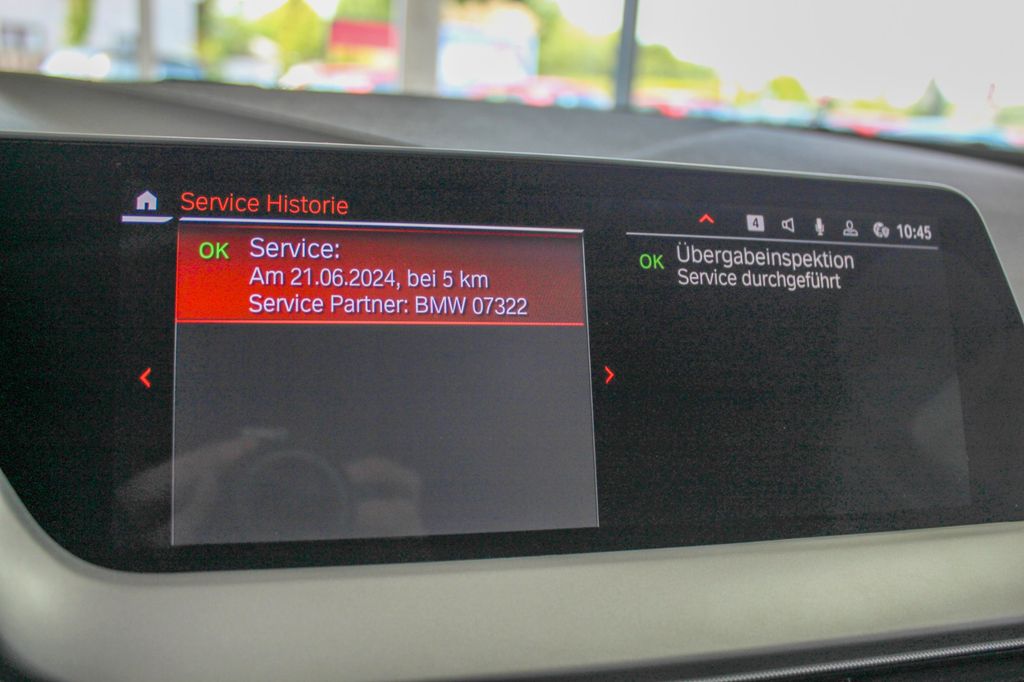 Service Historie
4
10:45
OK Service:
Am 21.06.2024, bei 5 km
Service Partner: BMW 07322
OK Übergabeinspektion
Service durchgeführt